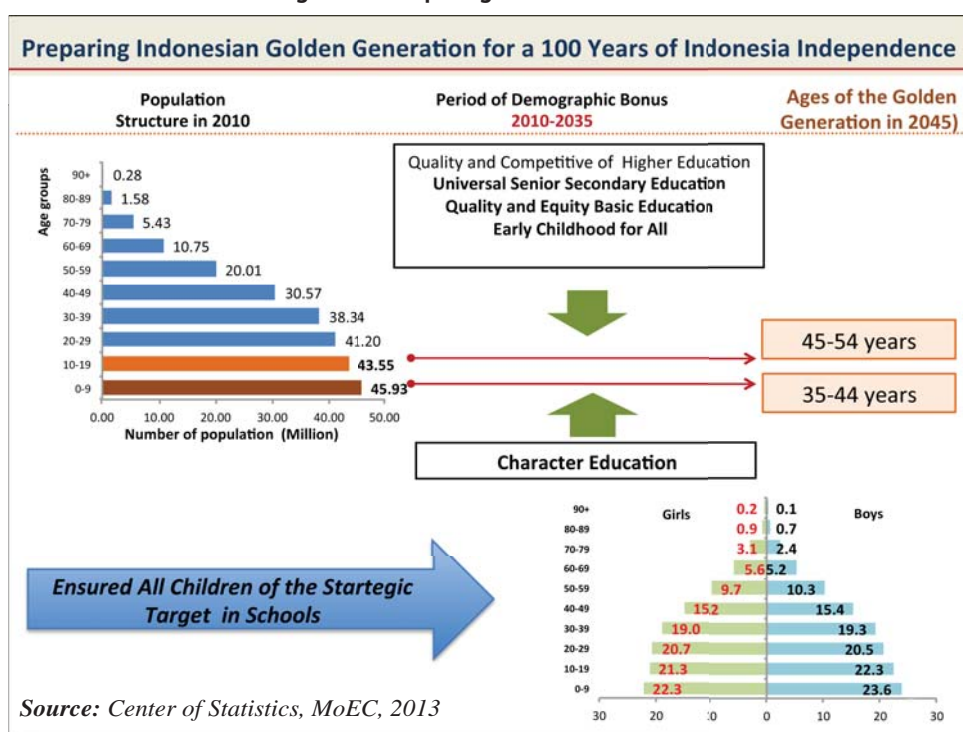 Preparing Indonesian Golden Generation for a 100 Years of Indonesia Independence
Population
Structure in 2010
Period of Demographic Bonus
2010-2035
Ages of the Golden
Generation in 2045)
Age groups
90+ 0.28
80-89 1.58
70-79 5.43
60-69 10.75
50-59 20.01
40-49 30.57
30-39 38.34
20-29 41.20
10-19 43.55
0-9 45.93
0.00 10.00 20.00 30.00 40.00 50.00
Number of population (Million)
Quality and Competitive of Higher Education
Universal Senior Secondary Education
Quality and Equity Basic Education
Early Childhood for All
45-54 years
35-44 years
Character Education
Ensured All Children of the Startegic
Target in Schools
Girls Boys
90+ 0.2 0.1
80-89 0.9 0.7
70-79 3.1 2.4
60-69 5.6 5.2
50-59 9.7 10.3
40-49 15.2 15.4
30-39 19.0 19.3
20-29 20.7 20.5
10-19 21.3 22.3
0-9 22.3 23.6
30 20 10 0 10 20 30
Source: Center of Statistics, MoEC, 2013